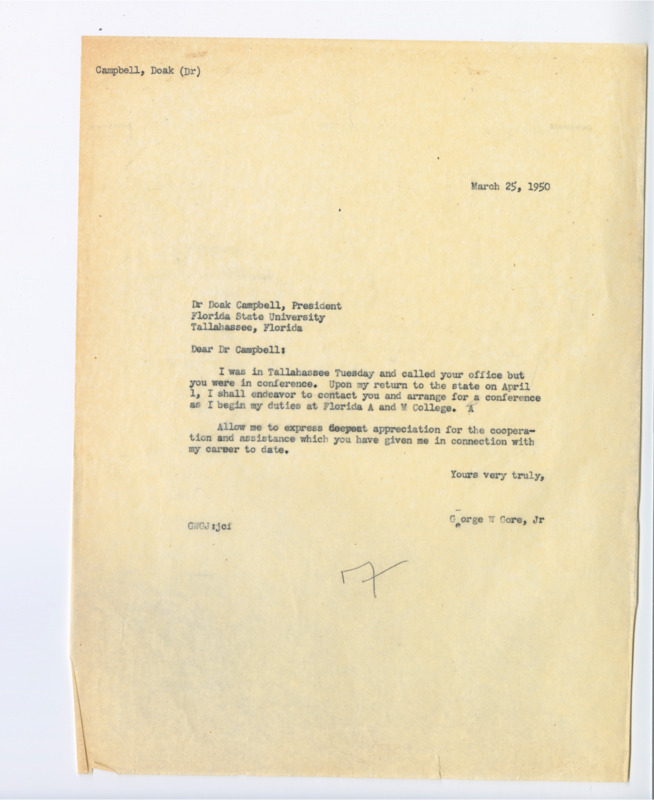 Campbell, Doak (Dr)
March 25, 1950
Dr Doak Campbell, President
Florida State University
Tallahassee, Florida
Dear Dr Campbell:
I was in Tallahassee Tuesday and called your office but
you were in conference. Upon my return to the state on April
1, I shall endeavor to contact you and arrange for a conference
as I begin my duties at Florida A and M College.
Allow me to express deepest appreciation for the coopera-
tion and assistance which you have given me in connection with
my career to date.
Yours very truly,
George W Gore, Jr
GWGJ:jcf